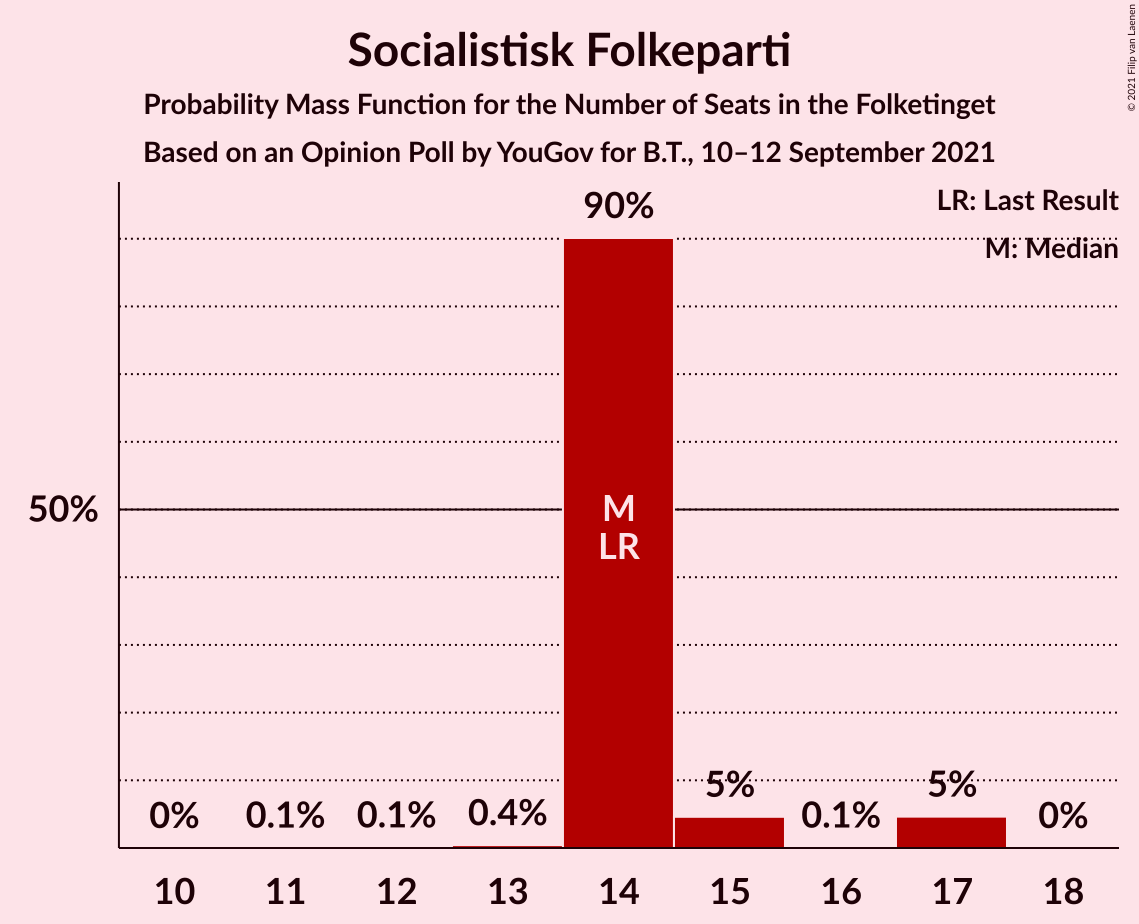 Socialistisk Folkeparti
Probability Mass Function for the Number of Seats in the Folketinget
Based on an Opinion Poll by YouGov for B.T., 10–12 September 2021
© 2021 Filip van Laenen
LR: Last Result
M: Median
90%
50%
M
LR
0%
0.1%
0.1%
0.4%
5%
0.1%
5%
0%
10
11
12
13
14
15
16
17
18